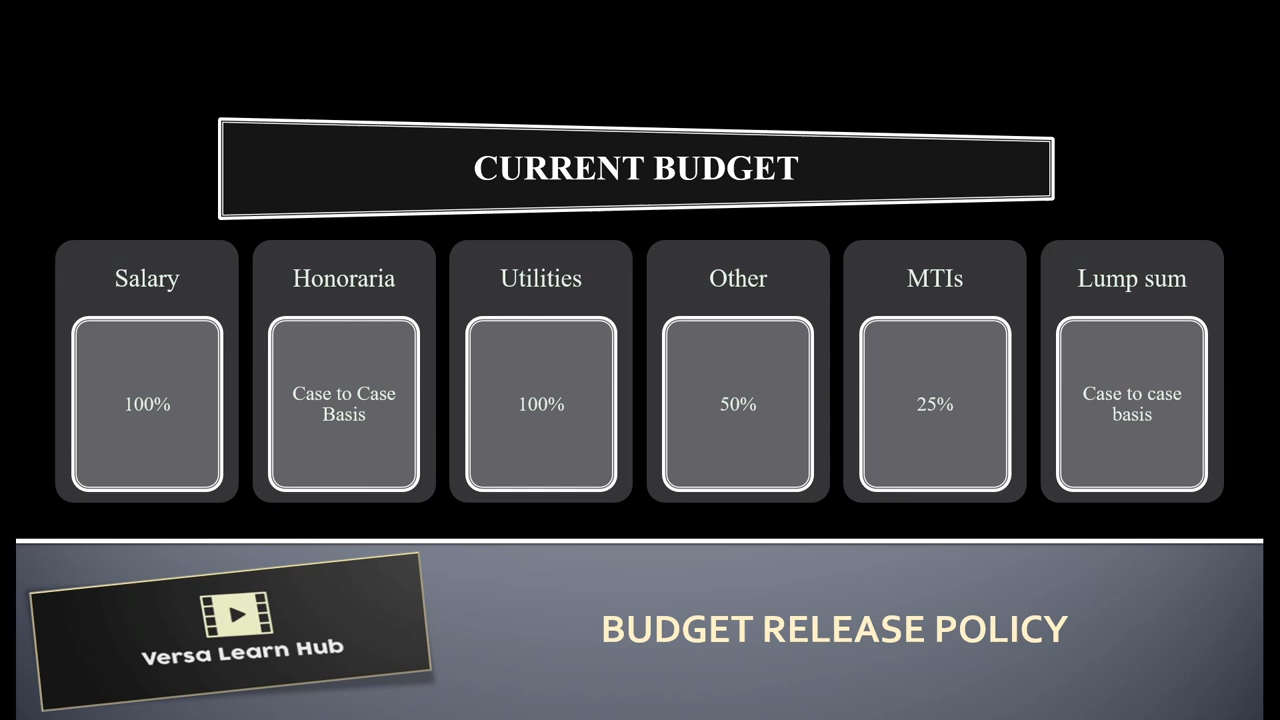 CURRENT BUDGET
Salary
100%
Honoraria
Case to Case
Basis
Utilities
100%
Other
50%
MTIs
25%
Lump sum
Case to case
basis
Versa Learn Hub
BUDGET RELEASE POLICY